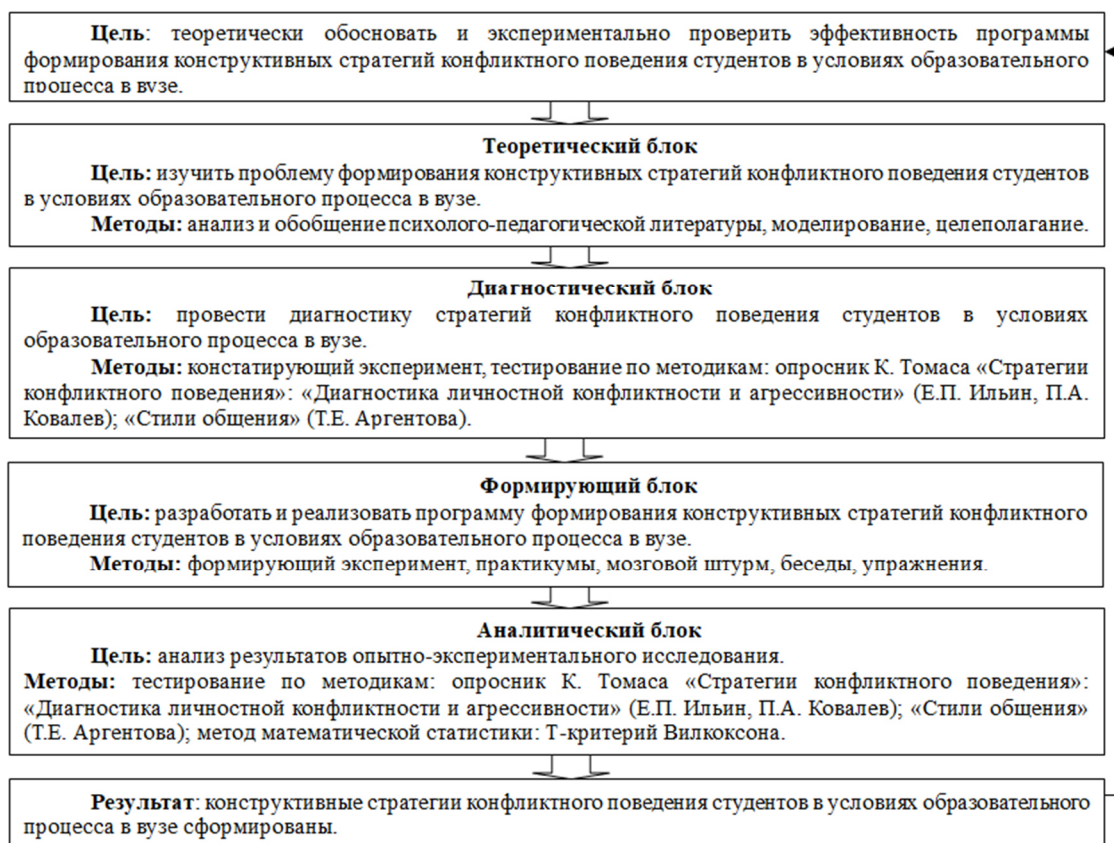 Цель: теоретически обосновать и экспериментально проверить эффективность программы
формирования конструктивных стратегий конфликтного поведения студентов в условиях образовательного
процесса в вузе.
Теоретический блок
Цель: изучить проблему формирования конструктивных стратегий конфликтного поведения студентов
в условиях образовательного процесса в вузе.
Методы: анализ и обобщение психолого-педагогической литературы, моделирование, целеполагание.
Диагностический блок
Цель: провести диагностику стратегий конфликтного поведения студентов в условиях
образовательного процесса в вузе.
Методы: констатирующий эксперимент, тестирование по методикам: опросник К. Томаса «Стратегии
конфликтного поведения»: «Диагностика личностной конфликтности и агрессивности» (Е.П. Ильин, П.А.
Ковалев); «Стили общения» (Т.Е. Аргентова).
Формирующий блок
Цель: разработать и реализовать программу формирования конструктивных стратегий конфликтного
поведения студентов в условиях образовательного процесса в вузе.
Методы: формирующий эксперимент, практикумы, мозговой штурм, беседы, упражнения.
Аналитический блок
Цель: анализ результатов опытно-экспериментального исследования.
Методы: тестирование по методикам: опросник К. Томаса «Стратегии конфликтного поведения»:
«Диагностика личностной конфликтности и агрессивности» (Е.П. Ильин, П.А. Ковалев); «Стили общения»
(Т.Е. Аргентова); метод математической статистики: Т-критерий Вилкоксона.
Результат: конструктивные стратегии конфликтного поведения студентов в условиях образовательного
процесса в вузе сформированы.